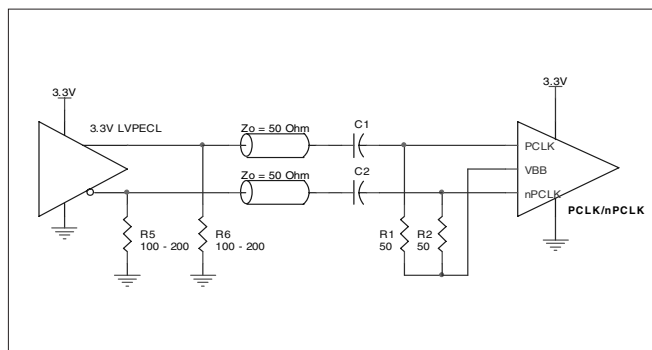 3.3V
3.3V
3.3V LVPECL
Zo = 50 Ohm
C1
PCLK
VBB
Zo = 50 Ohm
C2
nPCLK
PCLK/nPCLK
R5
100 - 200
R6
100 - 200
R1
50
R2
50